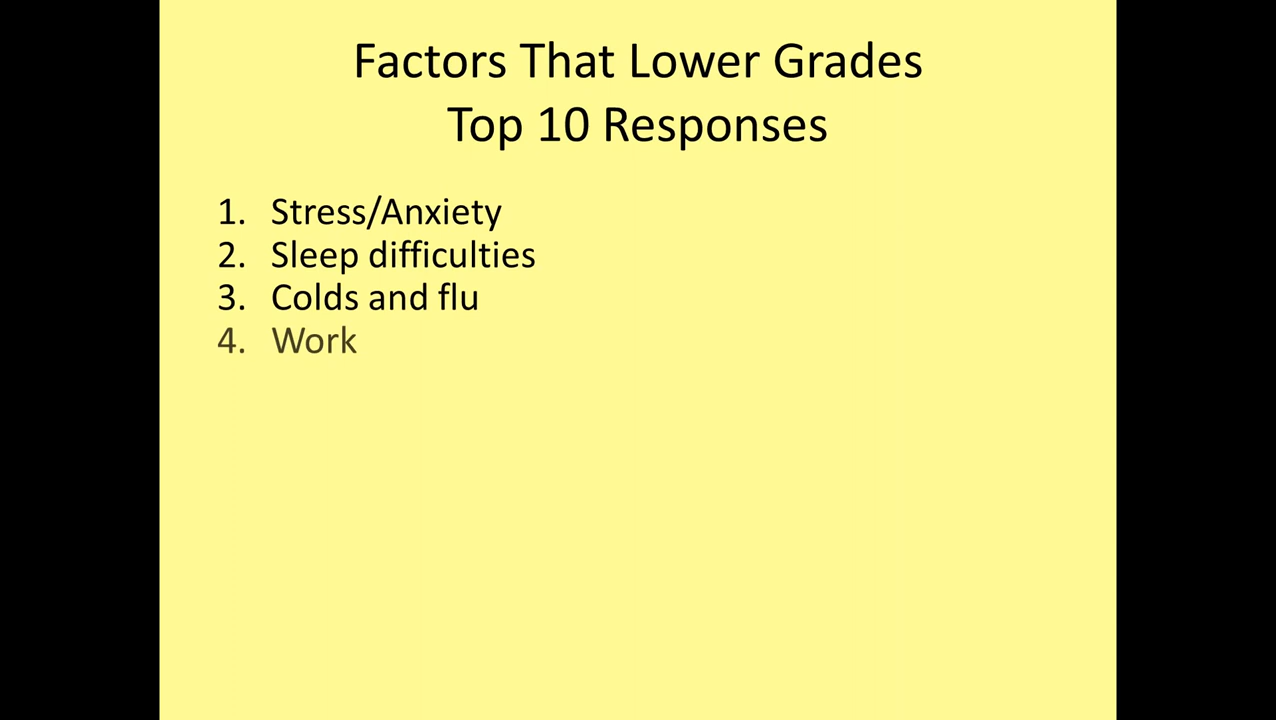 Factors That Lower Grades
Top 10 Responses
1. Stress/Anxiety
2. Sleep difficulties
3. Colds and flu
4. Work